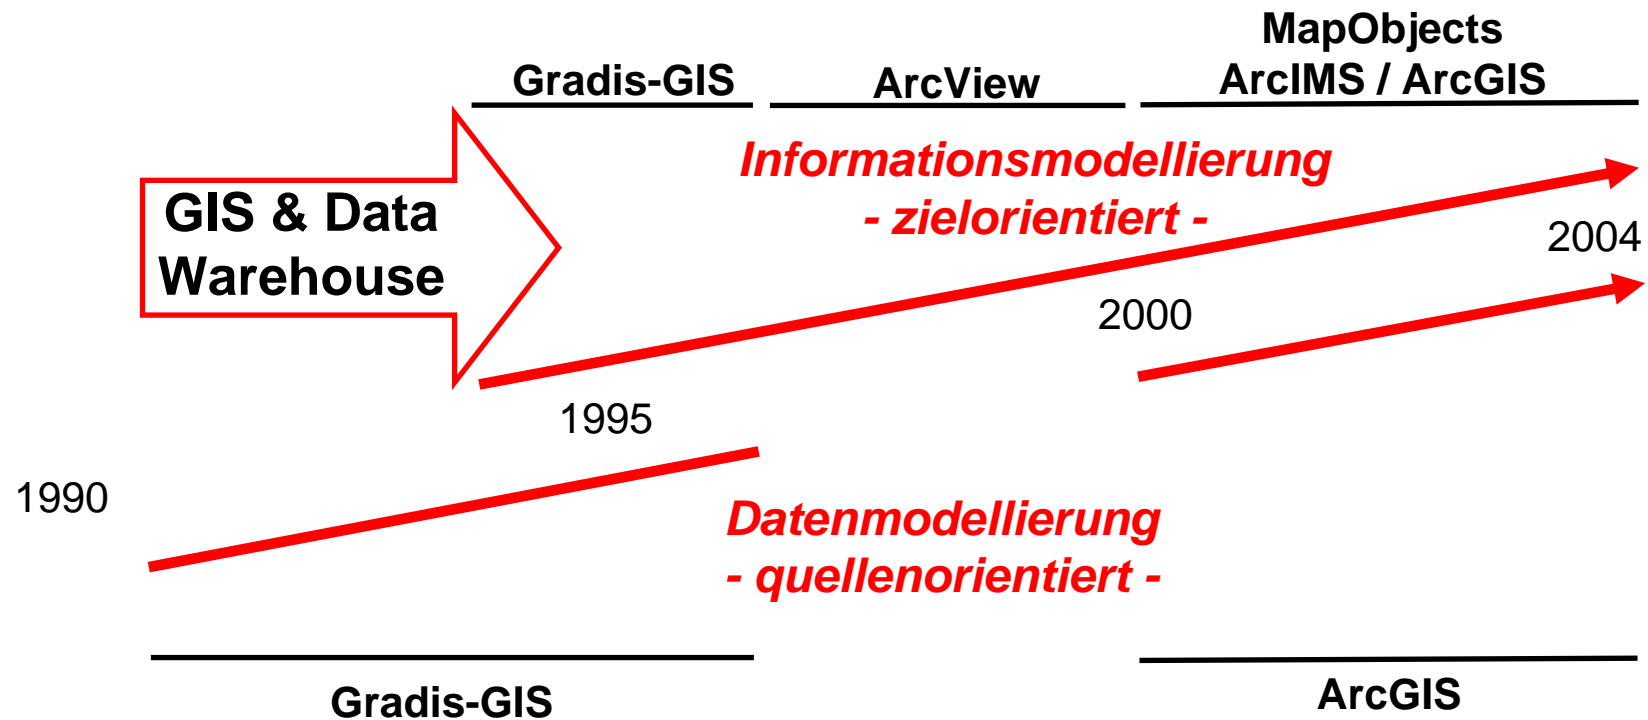 MapObjects
Gradis-GIS
ArcView
ArcIMS / ArcGIS
Informationsmodellierung
- zielorientiert -
GIS & Data
Warehouse
2004
2000
1995
1990
Datenmodellierung
- quellenorientiert -
Gradis-GIS
ArcGIS